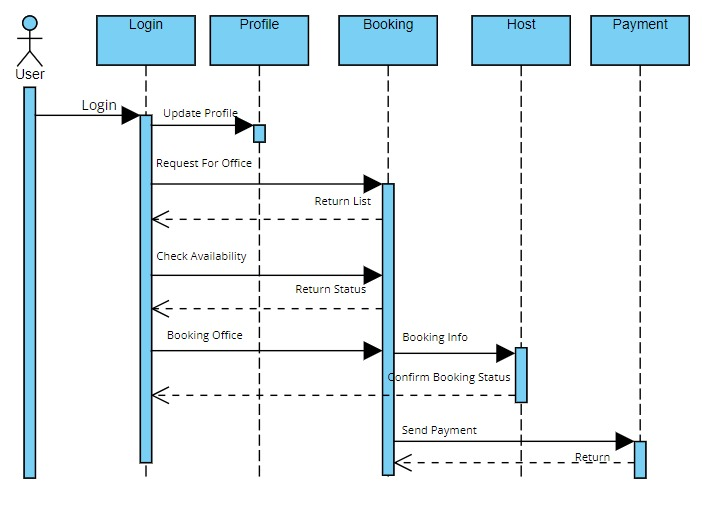 Login
Profile
Booking
Host
Payment
User
Login
Update Profile
Request For Office
Return List
Check Availability
Return Status
Booking Office
Booking Info
Confirm Booking Status
Send Payment
Return